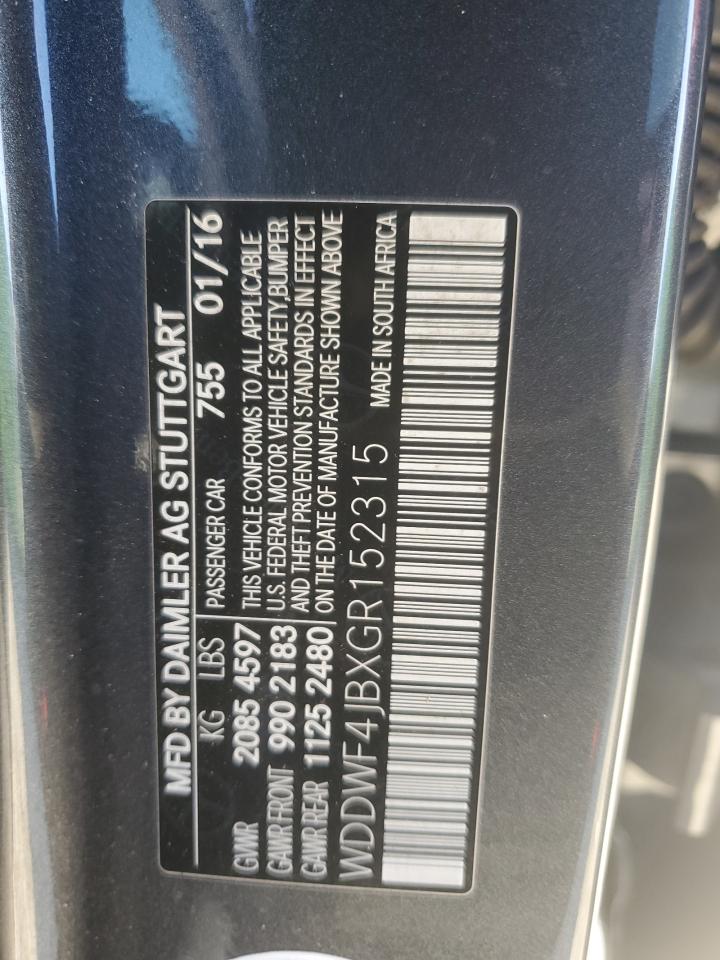 MFD BY DAIMLER AG STUTTGART
KG LBS PASSENGER CAR 755 01/16
GVWR 2085 4597 THIS VEHICLE CONFORMS TO ALL APPLICABLE
GAWR FRONT 990 2183 U.S. FEDERAL MOTOR VEHICLE SAFETY,BUMPER
GAWR REAR 1125 2480 AND THEFT PREVENTION STANDARDS IN EFFECT
ON THE DATE OF MANUFACTURE SHOWN ABOVE
WDDWF4JBXGR152315 MADE IN SOUTH AFRICA